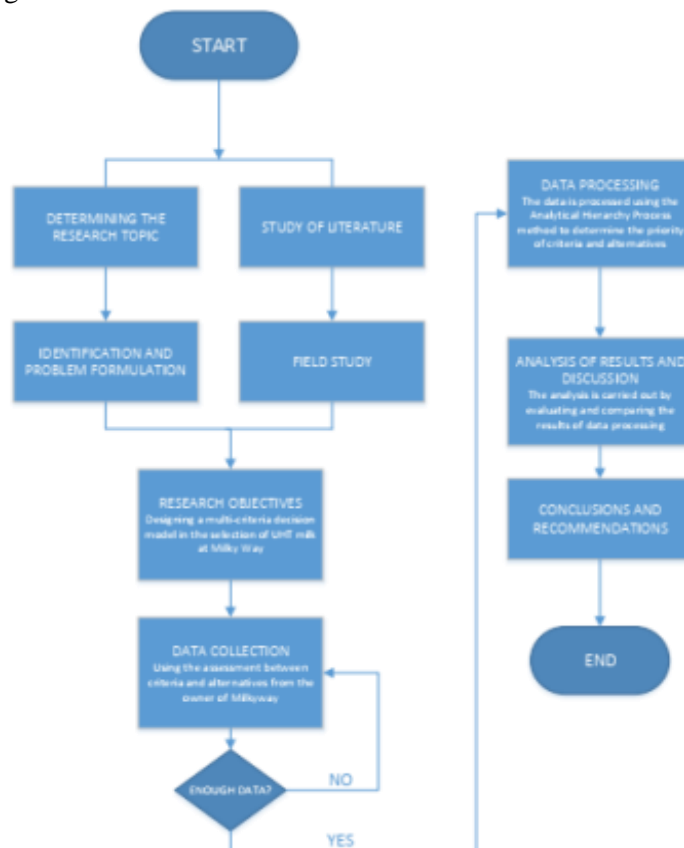 START
DETERMINING THE
RESEARCH TOPIC
STUDY OF LITERATURE
IDENTIFICATION AND
PROBLEM FORMULATION
FIELD STUDY
RESEARCH OBJECTIVES
Designing a multi-criteria decision
model in the selection of UHT milk
at Milky Way
DATA COLLECTION
Using the assessment between
criteria and alternatives from the
owner of Milkyway
ENOUGH DATA?
NO
YES
DATA PROCESSING
The data is processed using the
Analytical Hierarchy Process
method to determine the priority
of criteria and alternatives
ANALYSIS OF RESULTS AND
DISCUSSION
The analysis is carried out by
evaluating and comparing the
results of data processing
CONCLUSIONS AND
RECOMMENDATIONS
END